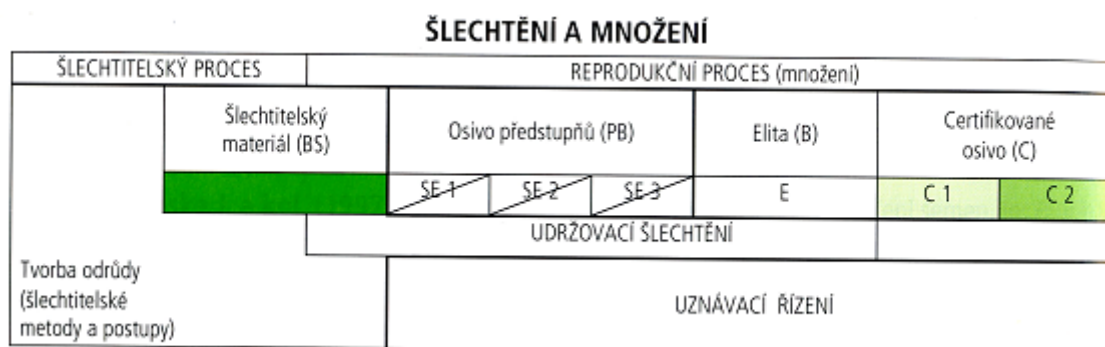 ŠLECHTĚNÍ A MNOŽENÍ
ŠLECHTITELSKÝ PROCES
REPRODUKČNÍ PROCES (množení)
Šlechtitelský
materiál (BS)
Osivo předstupňů (PB)
Elita (B)
Certifikované
osivo (C)
SE 1
SE 2
SE 3
E
C 1
C 2
UDRŽOVACÍ ŠLECHTĚNÍ
Tvorba odrůdy
(šlechtitelské
metody a postupy)
UZNÁVACÍ ŘÍZENÍ